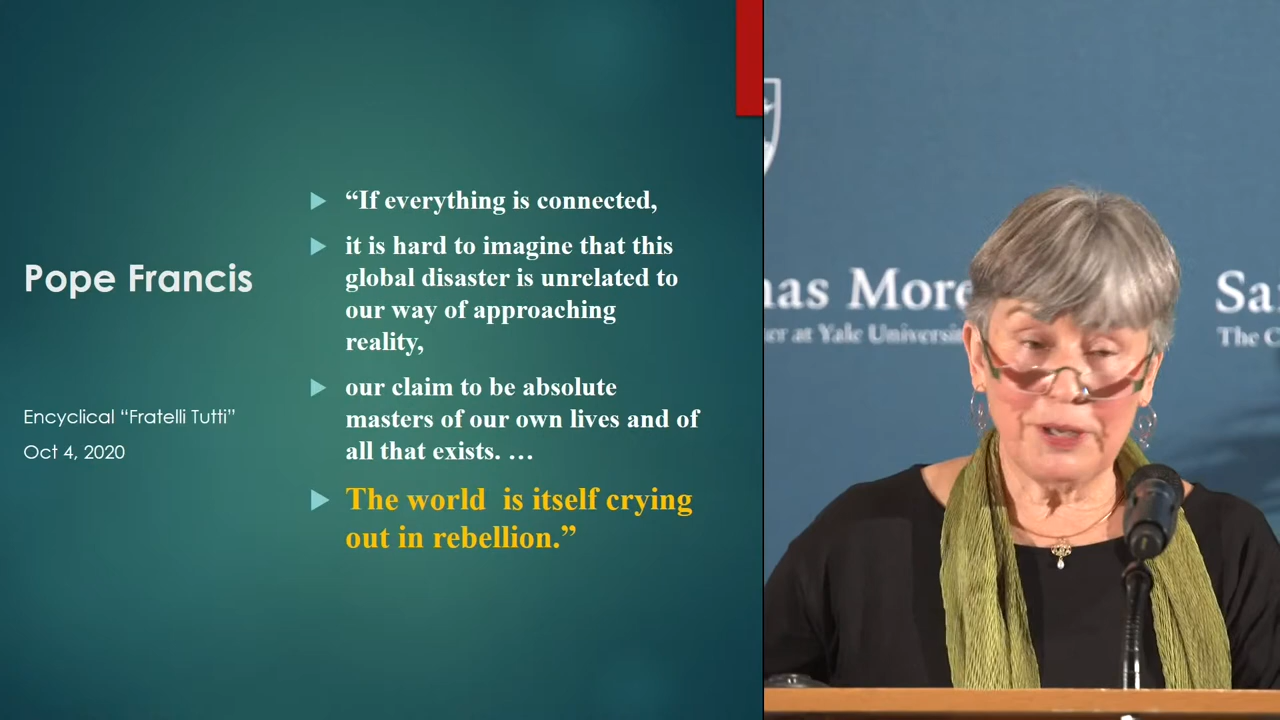 Pope Francis
Encyclical “Fratelli Tutti”
Oct 4, 2020
“If everything is connected,
it is hard to imagine that this
global disaster is unrelated to
our way of approaching
reality,
our claim to be absolute
masters of our own lives and of
all that exists. …
The world  is itself crying
out in rebellion.”
More
at Yale
The